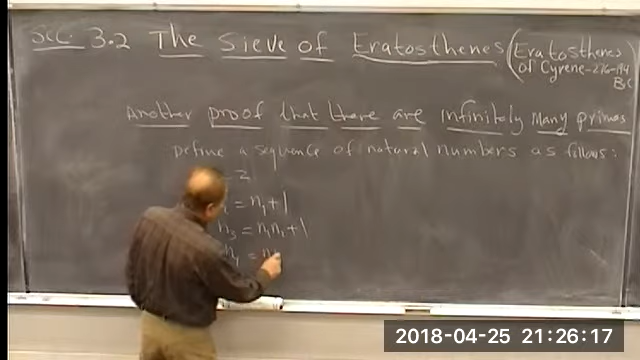 Sec. 3.2 The Sieve of Eratosthenes (Eratosthenes
of Cyrene-276-194
BC
Another proof that there are infinitely many primes
Define a sequence of natural numbers as follows:
2
= n₁+1
n₃ = n₁n₂+1
n₄ = n
2018-04-25 21:26:17